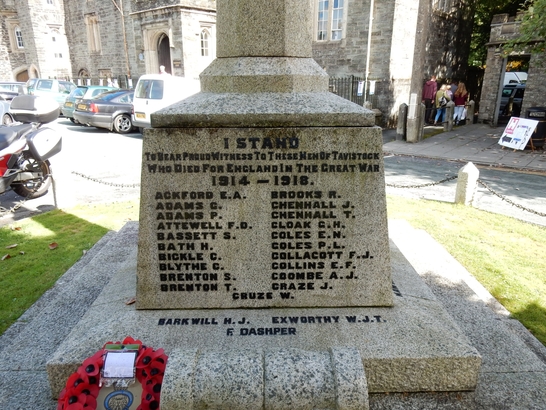 I STAND
TO BEAR PROUD WITNESS TO THESE MEN OF TAVISTOCK
WHO DIED FOR ENGLAND IN THE GREAT WAR
1914 — 1918.
ACKFORD E.A. BROOKS R.
ADAMS C. CHENHALL J.
ADAMS P. CHENHALL T.
ATTEWELL F.D. CLOAK C.H.
BASSETT S. COLES E.N.
BATH H. COLES P.L.
BICKLE C. COLLACOTT F.J.
BLYTHE C. COLLINS E.F.
BRENTON S. COOMBE A.J.
BRENTON T. CRAZE J.
CRUZE W.
BARKWILL H.J. EXWORTHY W.J.T.
F. DASHPER